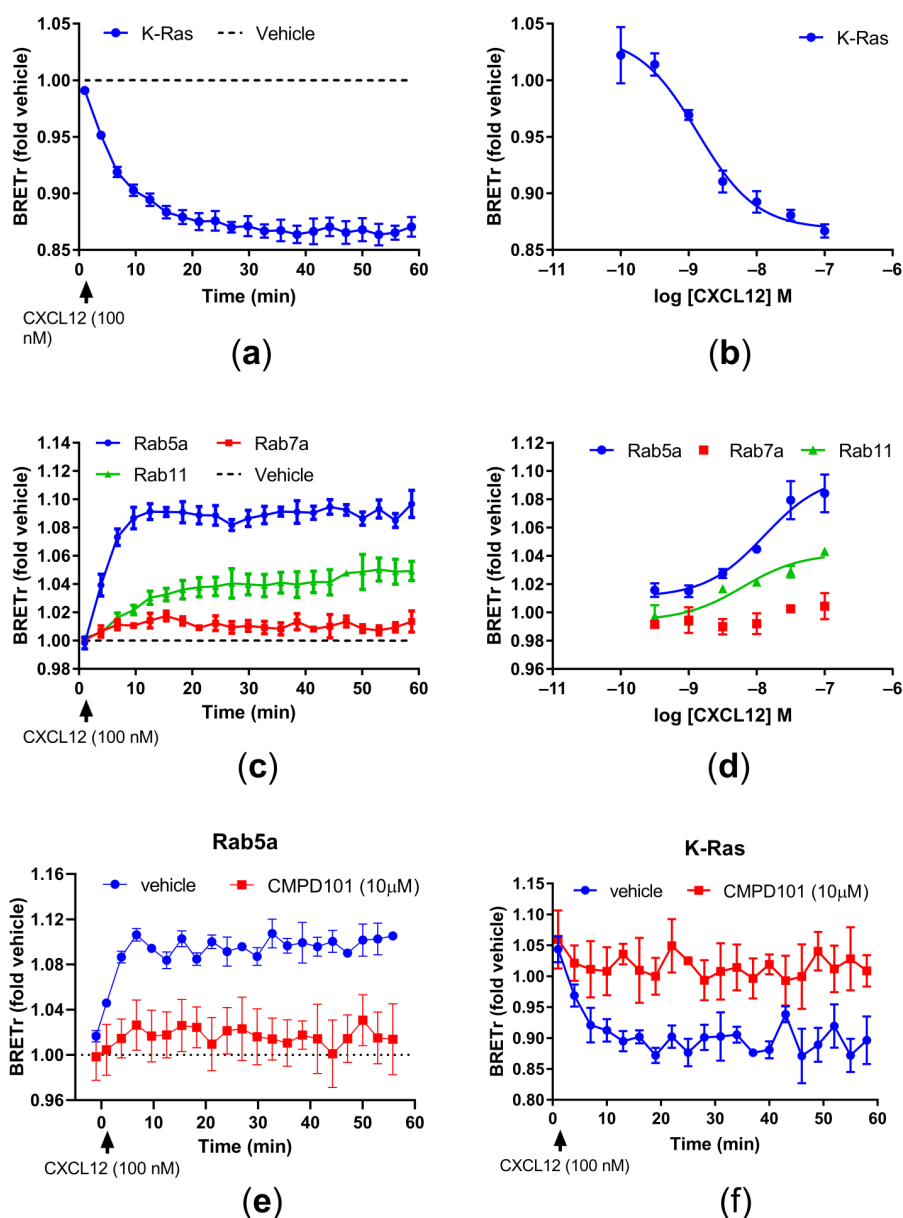 K-Ras
Vehicle
BRETr (fold vehicle)
1.05
1.00
0.95
0.90
0.85
0 10 20 30 40 50 60
Time (min)
CXCL12 (100
nM)
(a)
K-Ras
BRETr (fold vehicle)
1.05
1.00
0.95
0.90
0.85
–11 –10 –9 –8 –7 –6
log [CXCL12] M
(b)
Rab5a
Rab7a
Rab11
Vehicle
BRETr (fold vehicle)
1.14
1.12
1.10
1.08
1.06
1.04
1.02
1.00
0.98
0 10 20 30 40 50 60
Time (min)
CXCL12 (100 nM)
(c)
Rab5a
Rab7a
Rab11
BRETr (fold vehicle)
1.12
1.10
1.08
1.06
1.04
1.02
1.00
0.98
0.96
–11 –10 –9 –8 –7 –6
log [CXCL12] M
(d)
Rab5a
vehicle
CMPD101 (10μM)
BRETr (fold vehicle)
1.16
1.12
1.08
1.04
1.00
0.96
0 10 20 30 40 50 60
Time (min)
CXCL12 (100 nM)
(e)
K-Ras
vehicle
CMPD101 (10μM)
BRETr (fold vehicle)
1.15
1.10
1.05
1.00
0.95
0.90
0.85
0.80
0 10 20 30 40 50 60
Time (min)
CXCL12 (100 nM)
(f)